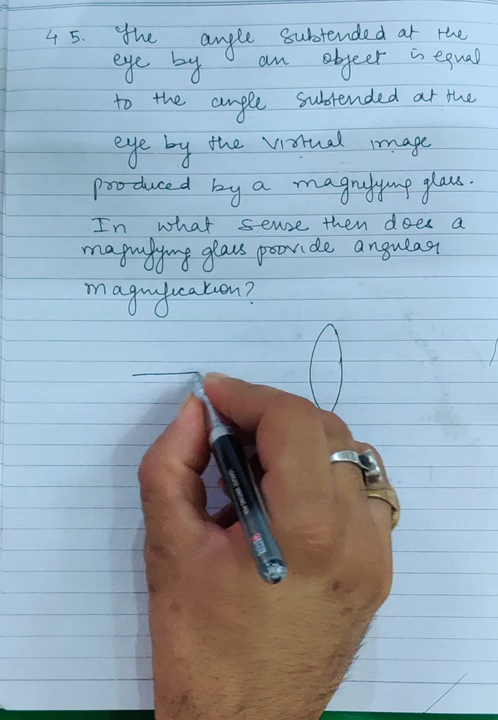 45. The angle subtended at the
eye by an object is equal
to the angle subtended at the
eye by the virtual image
produced by a magnifying glass.
In what sense then does a
magnifying glass provide angular
magnification?